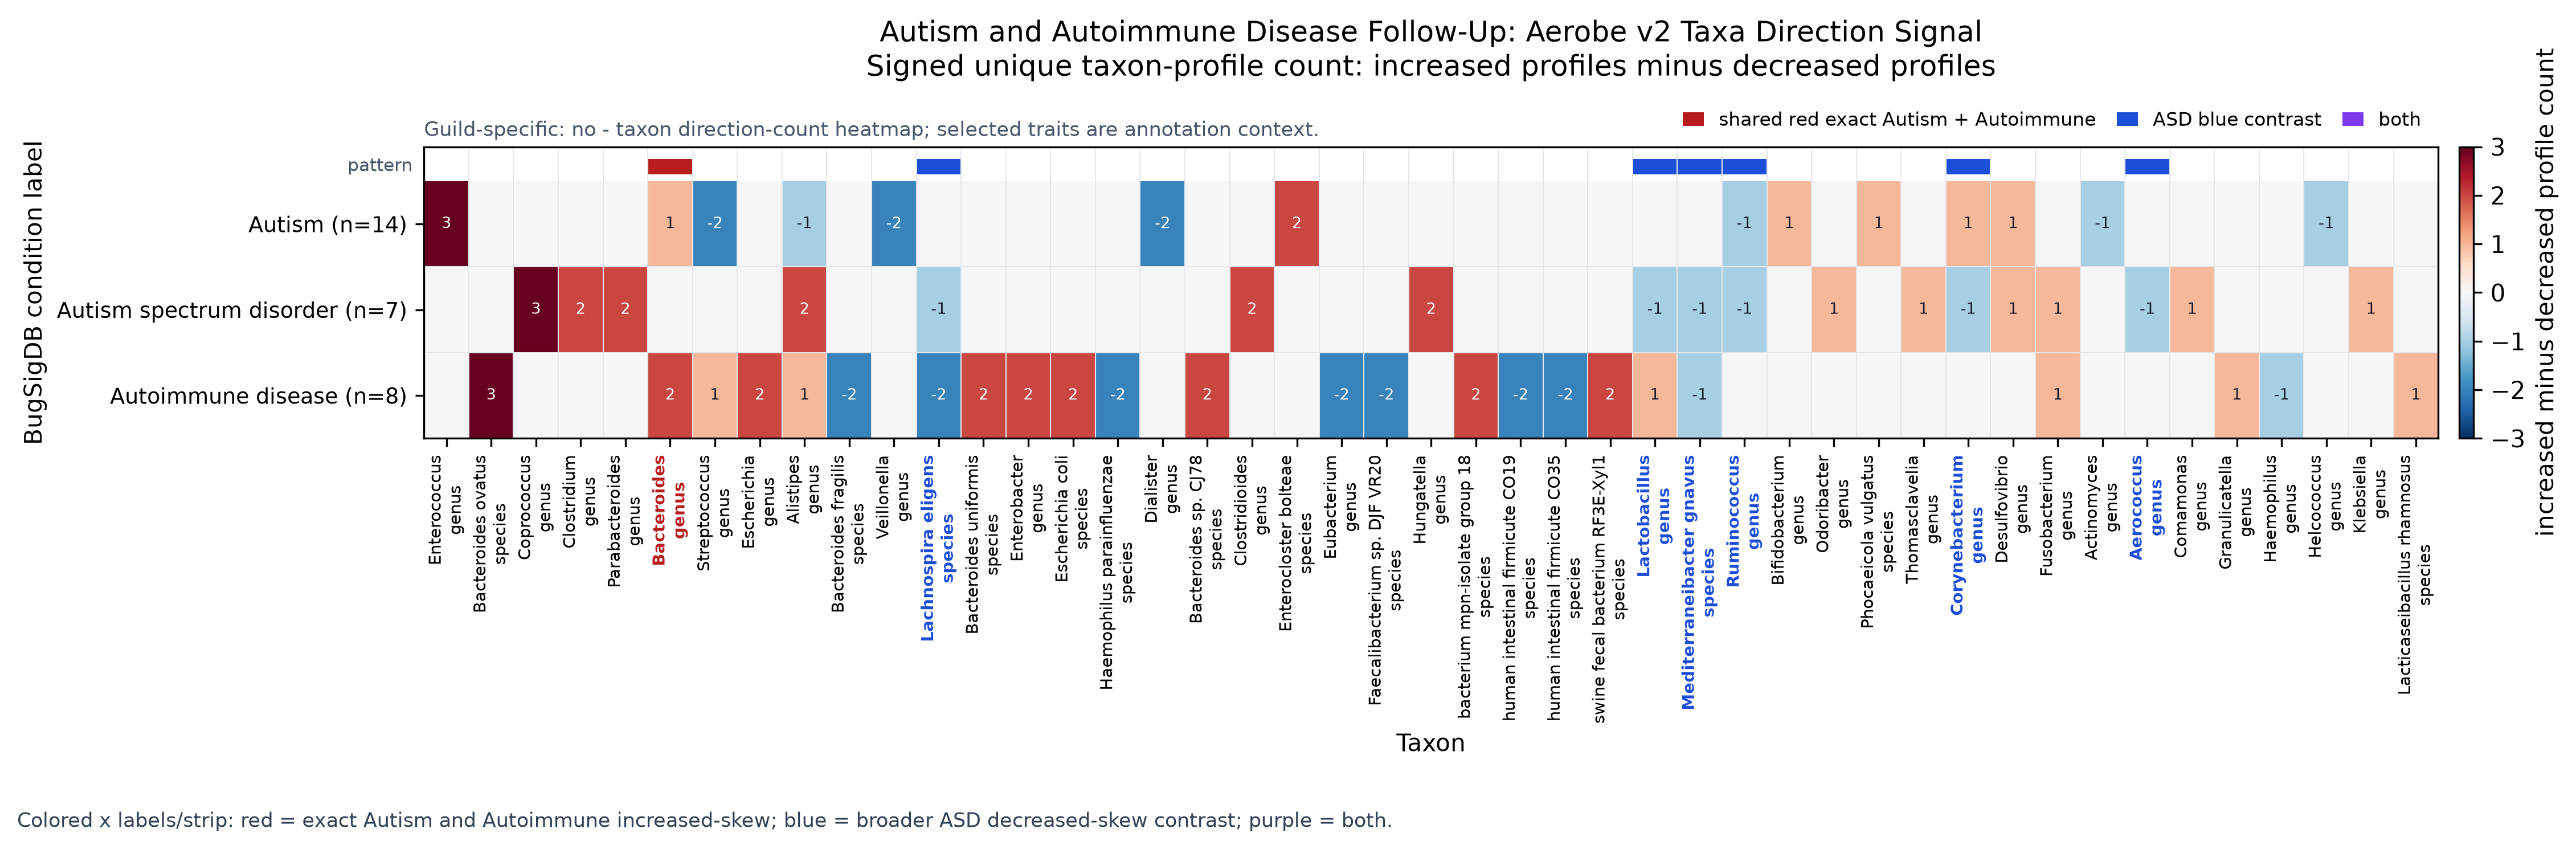 Autism and Autoimmune Disease Follow-Up: Aerobe v2 Taxa Direction Signal
Signed unique taxon-profile count: increased profiles minus decreased profiles
Guild-specific: no - taxon direction-count heatmap; selected traits are annotation context.
shared red exact Autism + Autoimmune
ASD blue contrast
both
pattern
BugSigDB condition label
Autism (n=14)
3 1 -2 -1 -2 -2 2 -1 1 1 1 1 -1 -1
Autism spectrum disorder (n=7)
3 2 2 2 -1 2 2 -1 -1 -1 1 1 -1 1 1 -1 1 1
Autoimmune disease (n=8)
3 2 1 2 1 -2 -2 2 2 2 -2 2 -2 -2 2 -2 -2 2 1 -1 1 1 -1 1
3
2
1
0
−1
−2
−3
increased minus decreased profile count
Enterococcus
genus
Bacteroides ovatus
species
Coprococcus
genus
Clostridium
genus
Parabacteroides
genus
Bacteroides
genus
Streptococcus
genus
Escherichia
genus
Alistipes
genus
Bacteroides fragilis
species
Veillonella
genus
Lachnospira eligens
species
Bacteroides uniformis
species
Enterobacter
genus
Escherichia coli
species
Haemophilus parainfluenzae
species
Dialister
genus
Bacteroides sp. CJ78
species
Clostridioides
genus
Enterocloster bolteae
species
Eubacterium
genus
Faecalibacterium sp. DJF VR20
species
Hungatella
genus
bacterium mpn-isolate group 18
species
human intestinal firmicute CO19
species
human intestinal firmicute CO35
species
swine fecal bacterium RF3E-Xyl1
species
Lactobacillus
genus
Mediterraneibacter gnavus
species
Ruminococcus
genus
Bifidobacterium
genus
Odoribacter
genus
Phocaeicola vulgatus
species
Thomasclavelia
genus
Corynebacterium
genus
Desulfovibrio
genus
Fusobacterium
genus
Actinomyces
genus
Aerococcus
genus
Comamonas
genus
Granulicatella
genus
Haemophilus
genus
Helcococcus
genus
Klebsiella
genus
Lacticaseibacillus rhamnosus
species
Taxon
Colored x labels/strip: red = exact Autism and Autoimmune increased-skew; blue = broader ASD decreased-skew contrast; purple = both.